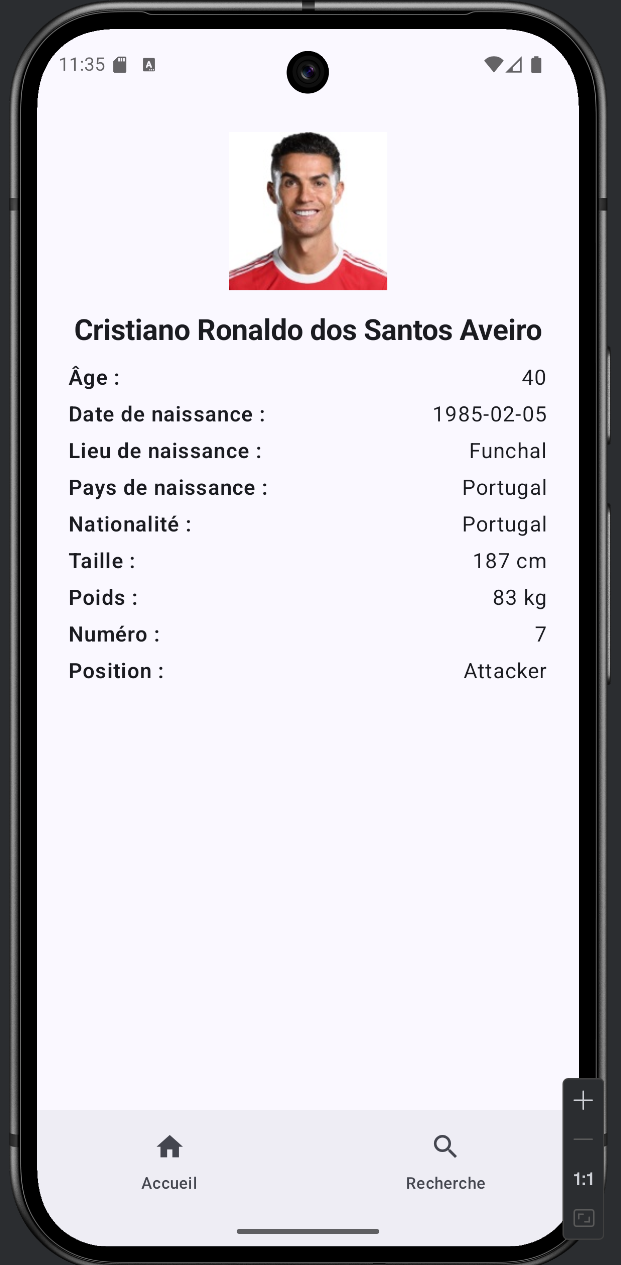 11:35
Cristiano Ronaldo dos Santos Aveiro
Âge : 40
Date de naissance : 1985-02-05
Lieu de naissance : Funchal
Pays de naissance : Portugal
Nationalité : Portugal
Taille : 187 cm
Poids : 83 kg
Numéro : 7
Position : Attacker
Accueil Recherche
1:1